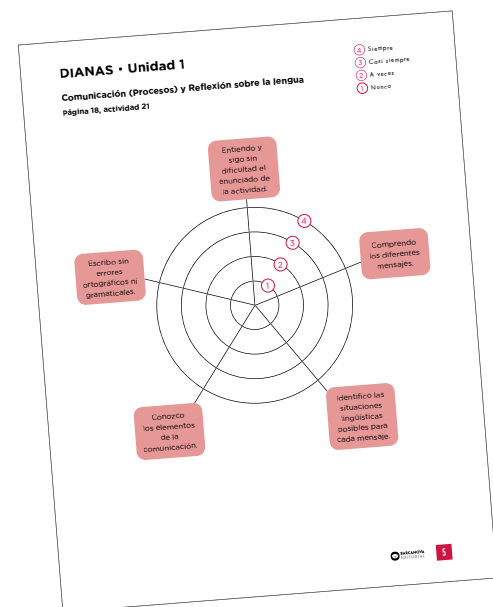 DIANAS • Unidad 1
Comunicación (Procesos) y Reflexión sobre la lengua
Página 18, actividad 21
4 Siempre
3 Casi siempre
2 A veces
1 Nunca
Entiendo y
sigo sin
dificultad el
enunciado de
la actividad.
4
3
2
1
Comprendo
los diferentes
mensajes.
Escribo sin
errores
ortográficos ni
gramaticales.
Identifico las
situaciones
lingüísticas
posibles para
cada mensaje.
Conozco
los elementos
de la
comunicación.
BARCANOVA
EDITORIAL